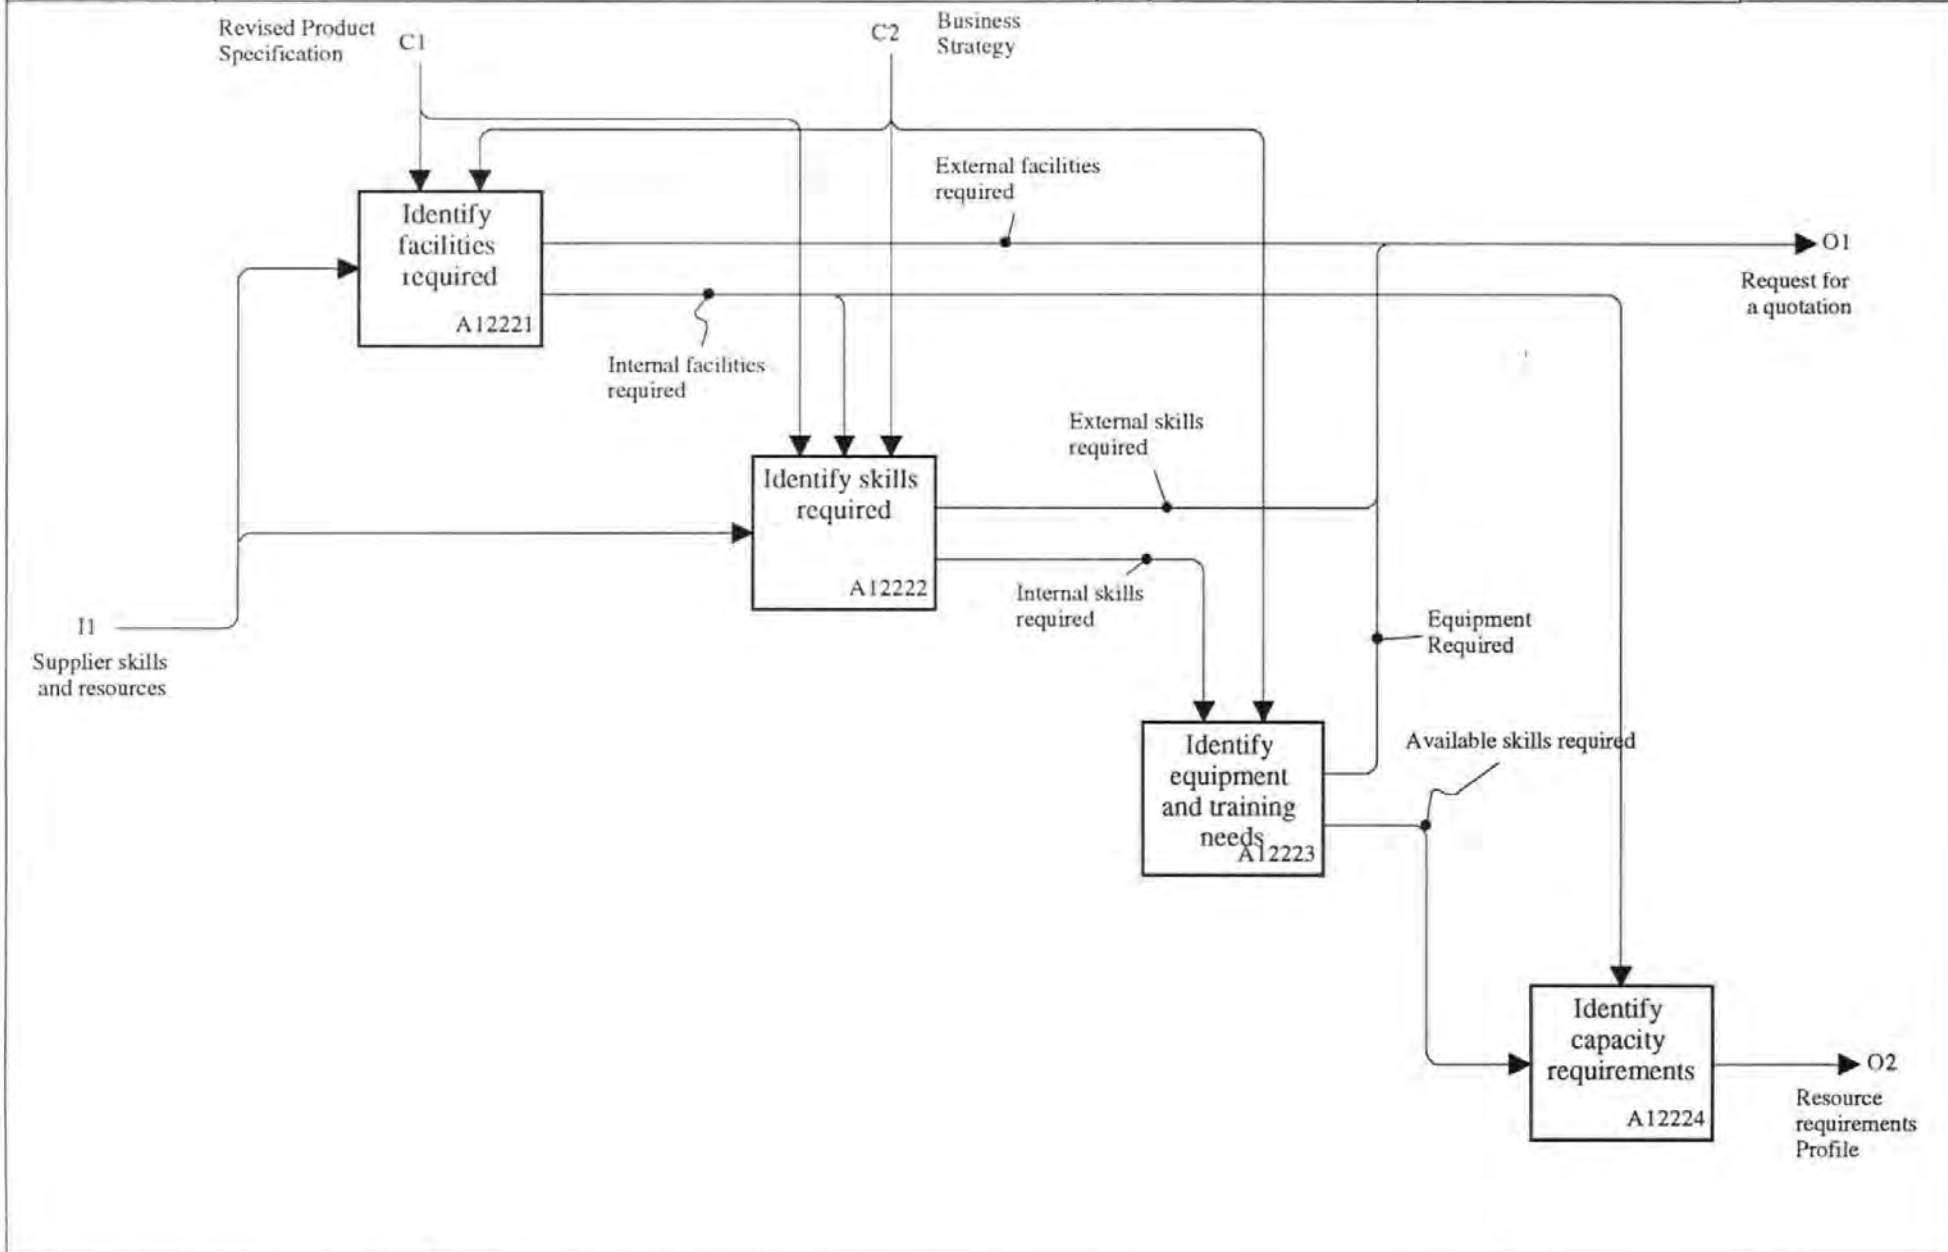 Revised Product
Specification
C1
C2
Business
Strategy
External facilities
required
Identify
facilities
required
A12221
O1
Request for
a quotation
Internal facilities
required
External skills
required
Identify skills
required
A12222
Internal skills
required
I1
Supplier skills
and resources
Equipment
Required
Available skills required
Identify
equipment
and training
needs
A12223
Identify
capacity
requirements
A12224
O2
Resource
requirements
Profile